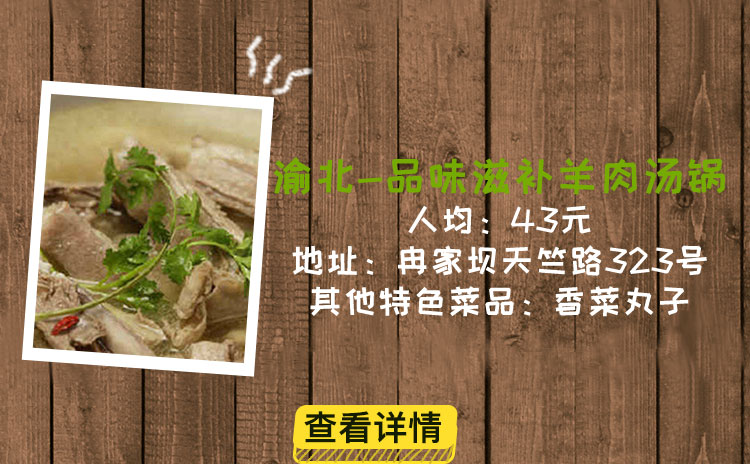 渝北-品味滋补羊肉汤锅
人均：43元
地址：冉家坝天竺路323号
其他特色菜品：香菜丸子
查看详情